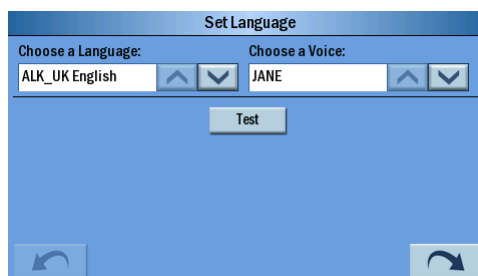 Set Language
Choose a Language:
Choose a Voice:
ALK_UK English
JANE
Test